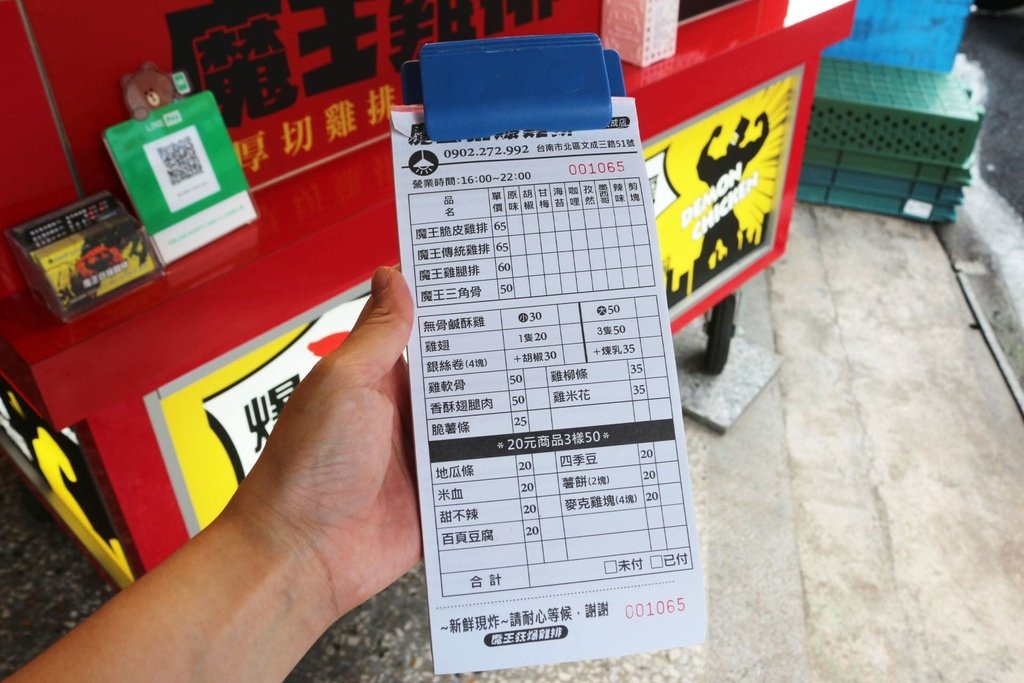 魔王雞排
厚切雞排
LINE PAY
0902.272.992 台南市北區文成三路51號
營業時間:16:00~22:00 001065
品名 單價 原味 胡椒 甘梅 海苔 咖哩 孜然 墨西哥 辣味 剪塊
魔王脆皮雞排 65
魔王傳統雞排 65
魔王雞腿排 60
魔王三角骨 50
無骨鹹酥雞 小30 大50
雞翅 1隻20 3隻50
銀絲卷(4塊) +胡椒30 +煉乳35
雞軟骨 50 雞柳條 35
香酥翅腿肉 50 雞米花 35
脆薯條 25
*20元商品3樣50*
地瓜條 20 四季豆 20
米血 20 薯餅(2塊) 20
甜不辣 20 麥克雞塊(4塊) 20
百頁豆腐 20
合計 □未付 □已付
~新鮮現炸~請耐心等候·謝謝 001065
魔王狂爆雞排
DEMON
CHICKEN
爆